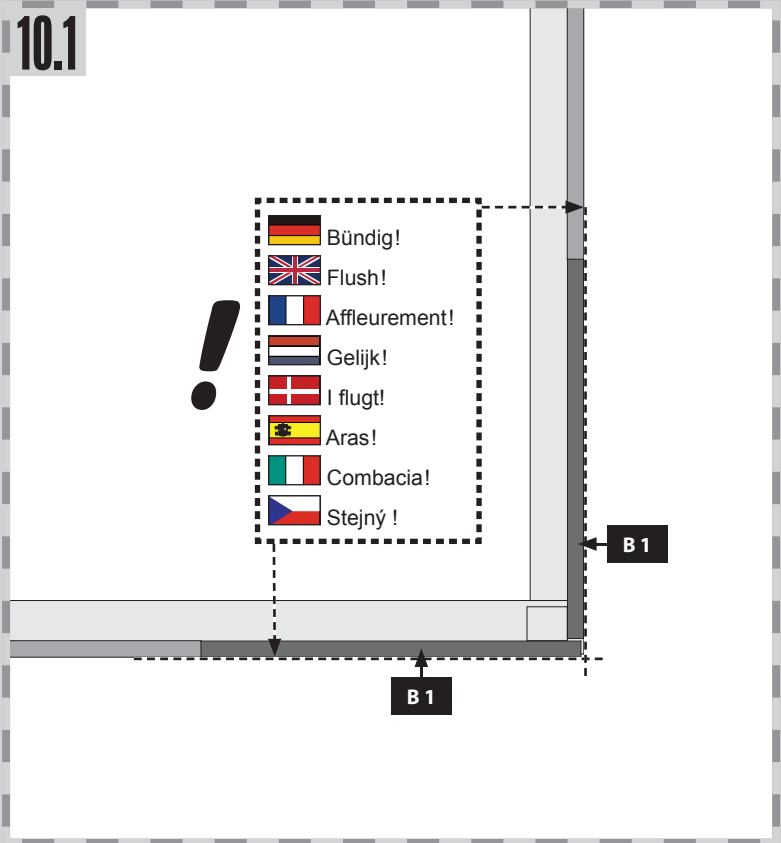 10.1
Bündig!
Flush!
Affleurement!
Gelijk!
I flugt!
Aras!
Combacia!
Stejný !
B 1
B 1